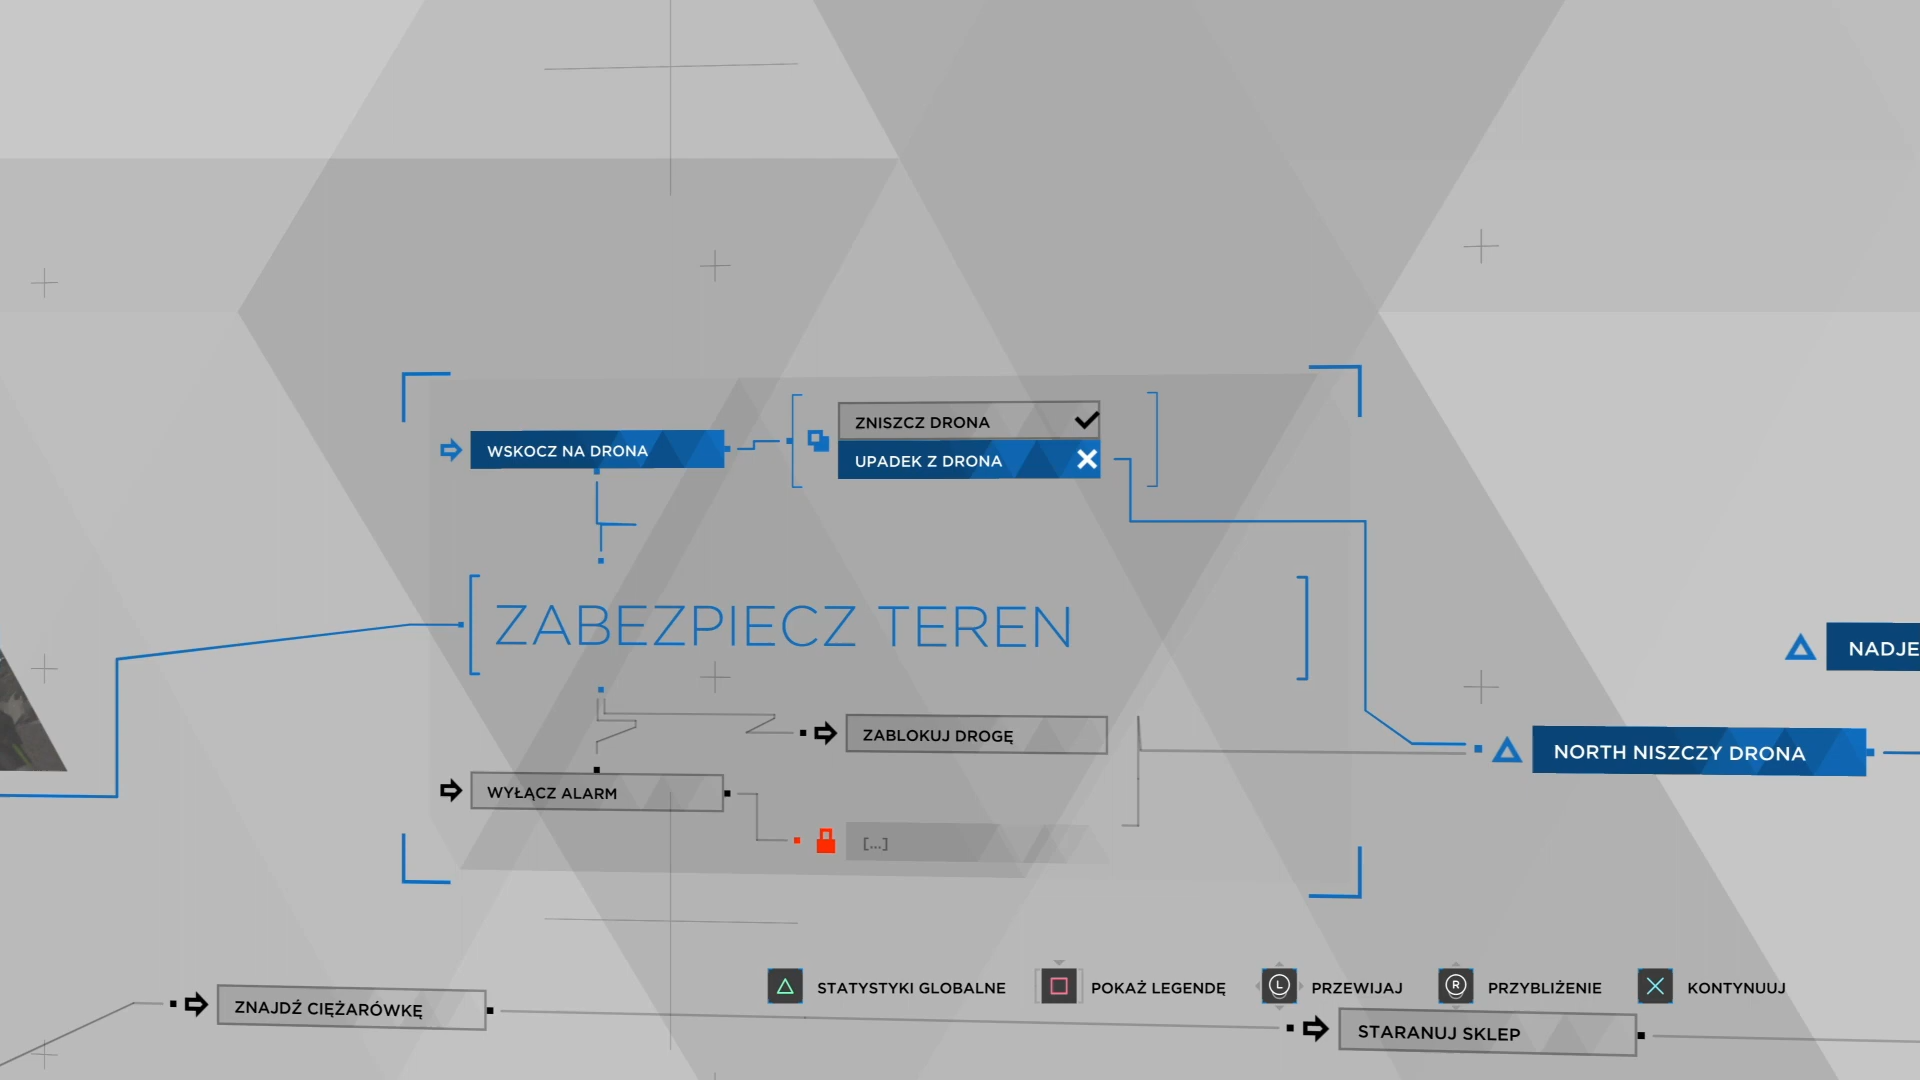 ZNISZCZ DRONA
WSKOCZ NA DRONA
UPADEK Z DRONA
ZABEZPIECZ TEREN
NADJE
ZABLOKUJ DROGĘ
NORTH NISZCZY DRONA
WYŁĄCZ ALARM
[...]
STATYSTYKI GLOBALNE
POKAŻ LEGENDĘ
L
PRZEWIJAJ
R
PRZYBLIŻENIE
KONTYNUUJ
ZNAJDŹ CIĘŻARÓWKĘ
STARANUJ SKLEP